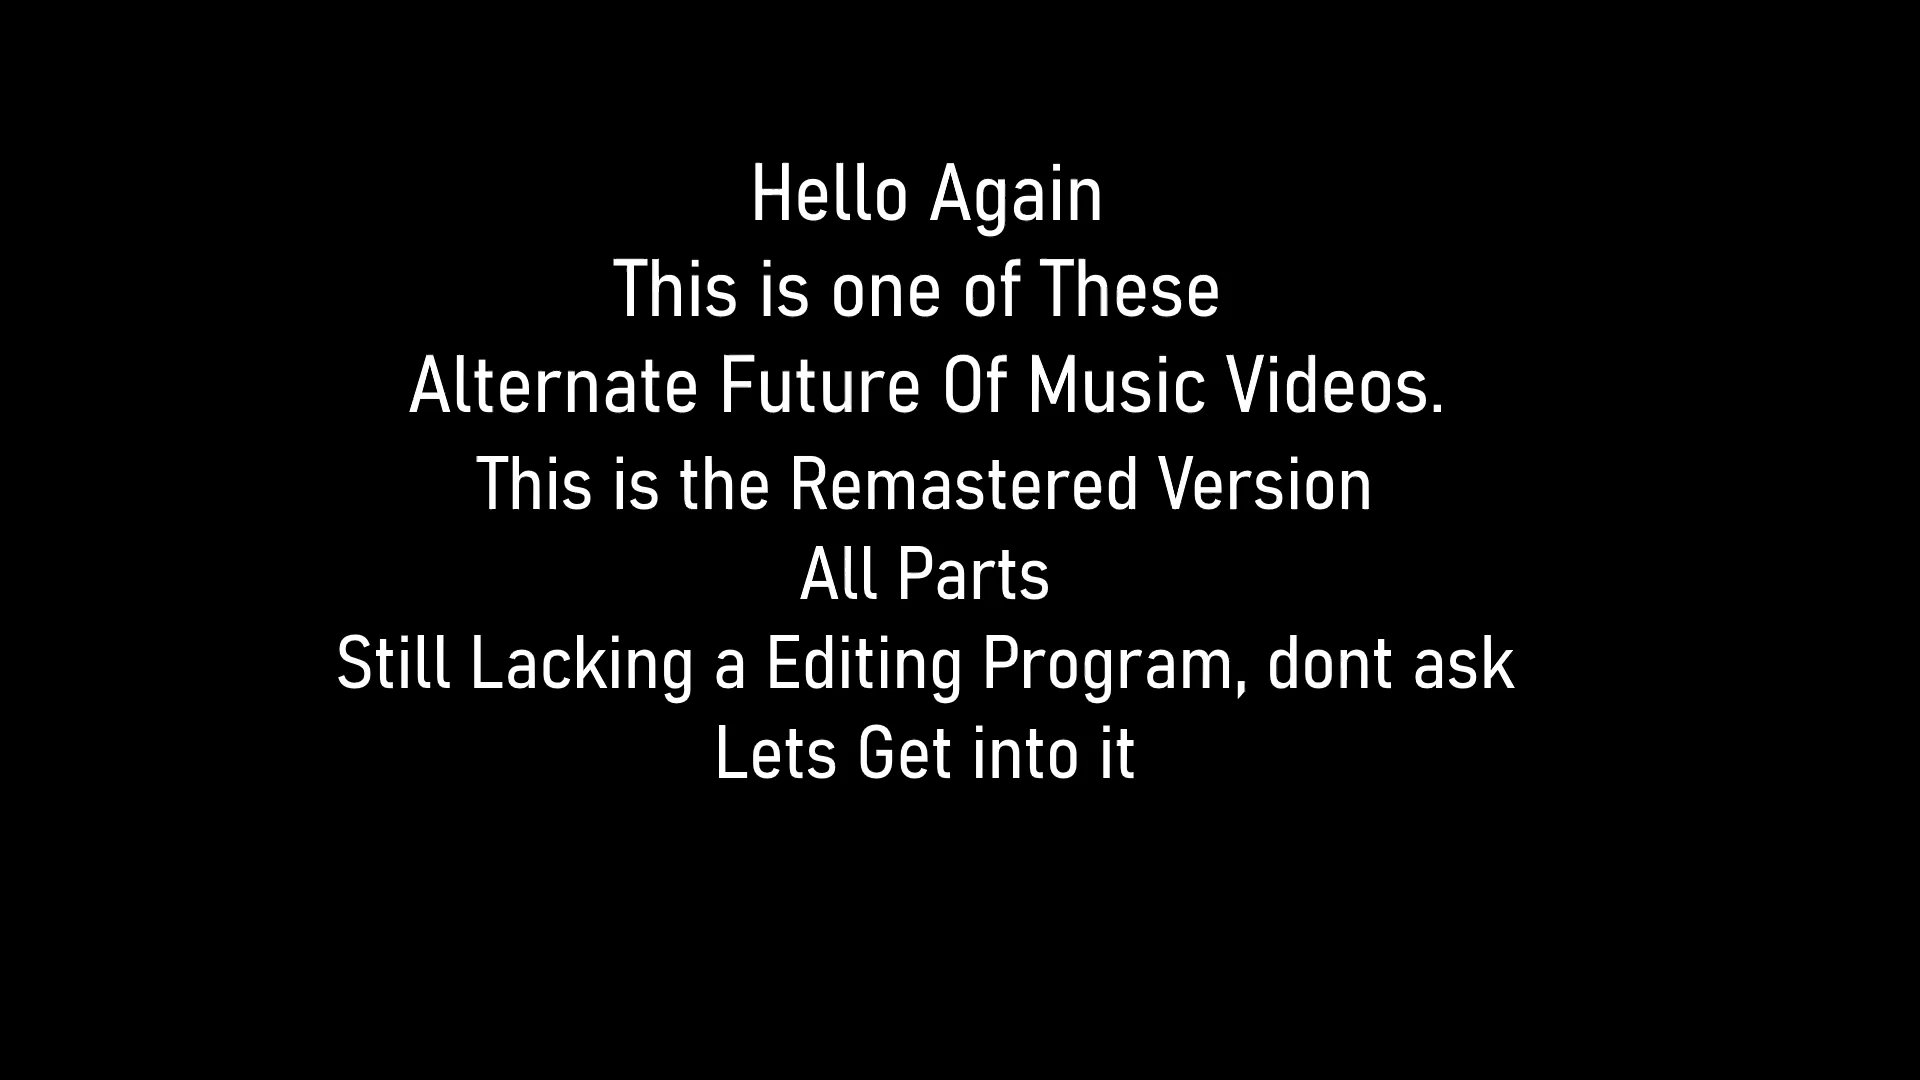 Hello Again
This is one of These
Alternate Future Of Music Videos.
This is the Remastered Version
All Parts
Still Lacking a Editing Program, dont ask
Lets Get into it